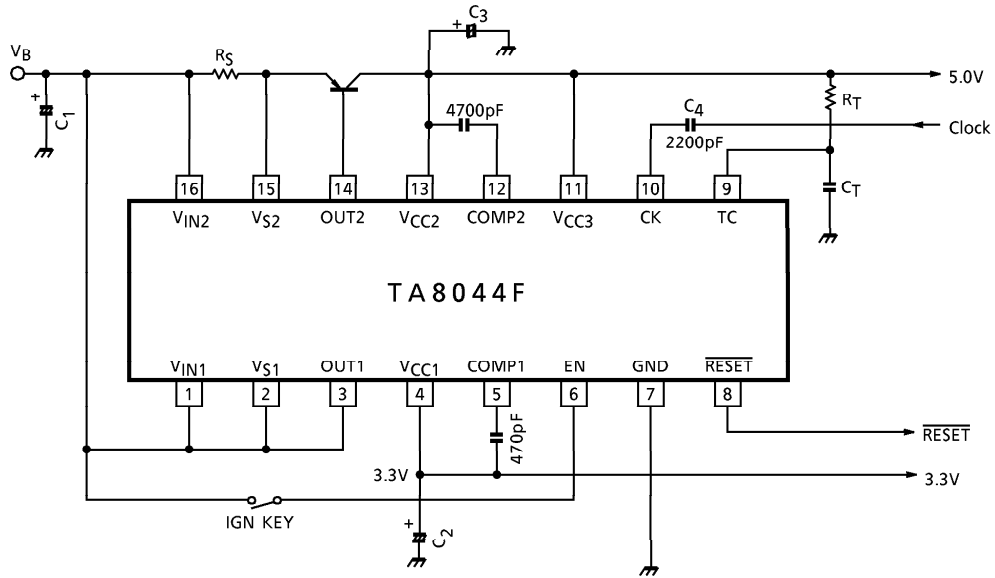 C3
+
VB
RS
5.0V
+
C1
4700pF
C4
2200pF
RT
Clock
CT
16 15 14 13 12 11 10 9
VIN2 VS2 OUT2 VCC2 COMP2 VCC3 CK TC
TA8044F
VIN1 VS1 OUT1 VCC1 COMP1 EN GND RESET
1 2 3 4 5 6 7 8
470pF
RESET
3.3V
3.3V
IGN KEY
+
C2